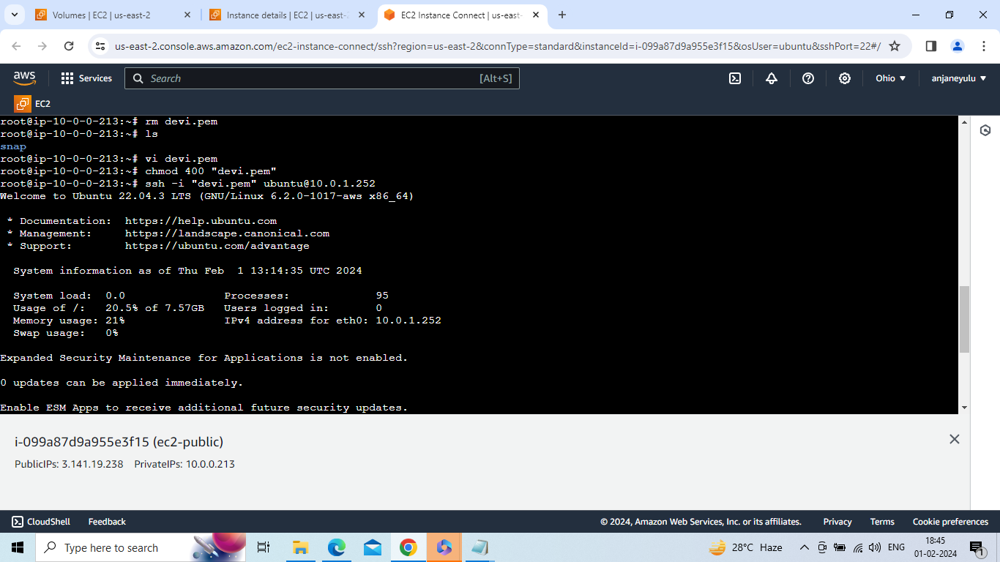 Volumes | EC2 | us-east-2
Instance details | EC2 | us-east-2
EC2 Instance Connect | us-east-
us-east-2.console.aws.amazon.com/ec2-instance-connect/ssh?region=us-east-2&connType=standard&instanceId=i-099a87d9a955e3f15&osUser=ubuntu&sshPort=22#/
aws Services Search [Alt+S] Ohio anjaneyulu
EC2
root@ip-10-0-0-213:~# rm devi.pem
root@ip-10-0-0-213:~# ls
snap
root@ip-10-0-0-213:~# vi devi.pem
root@ip-10-0-0-213:~# chmod 400 "devi.pem"
root@ip-10-0-0-213:~# ssh -i "devi.pem" ubuntu@10.0.1.252
Welcome to Ubuntu 22.04.3 LTS (GNU/Linux 6.2.0-1017-aws x86_64)
* Documentation: https://help.ubuntu.com
* Management: https://landscape.canonical.com
* Support: https://ubuntu.com/advantage
System information as of Thu Feb 1 13:14:35 UTC 2024
System load: 0.0 Processes: 95
Usage of /: 20.5% of 7.57GB Users logged in: 0
Memory usage: 21% IPv4 address for eth0: 10.0.1.252
Swap usage: 0%
Expanded Security Maintenance for Applications is not enabled.
0 updates can be applied immediately.
Enable ESM Apps to receive additional future security updates.
i-099a87d9a955e3f15 (ec2-public)
PublicIPs: 3.141.19.238 PrivateIPs: 10.0.0.213
CloudShell Feedback © 2024, Amazon Web Services, Inc. or its affiliates. Privacy Terms Cookie preferences
Type here to search 28°C Haze ENG 18:45
01-02-2024 1